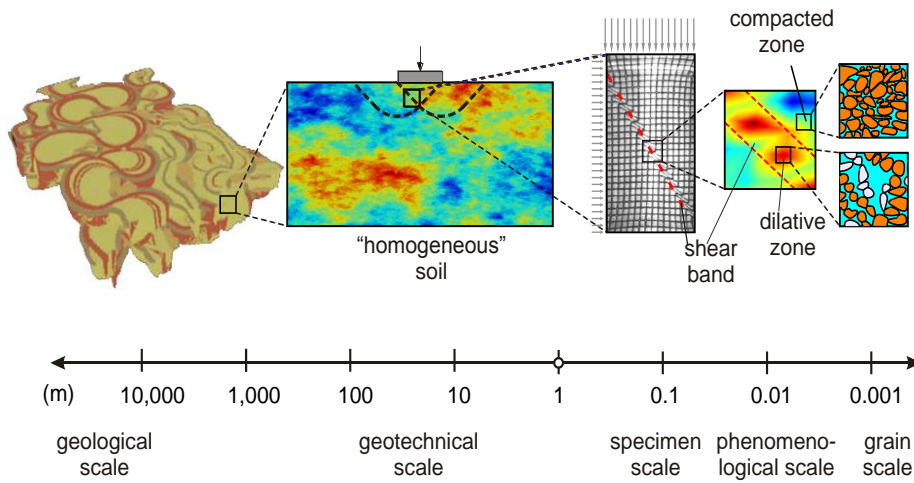 compacted
zone
“homogeneous”
soil
shear
band
dilative
zone
(m) 10,000 1,000 100 10 1 0.1 0.01 0.001
geological
scale
geotechnical
scale
specimen
scale
phenomeno-
logical scale
grain
scale